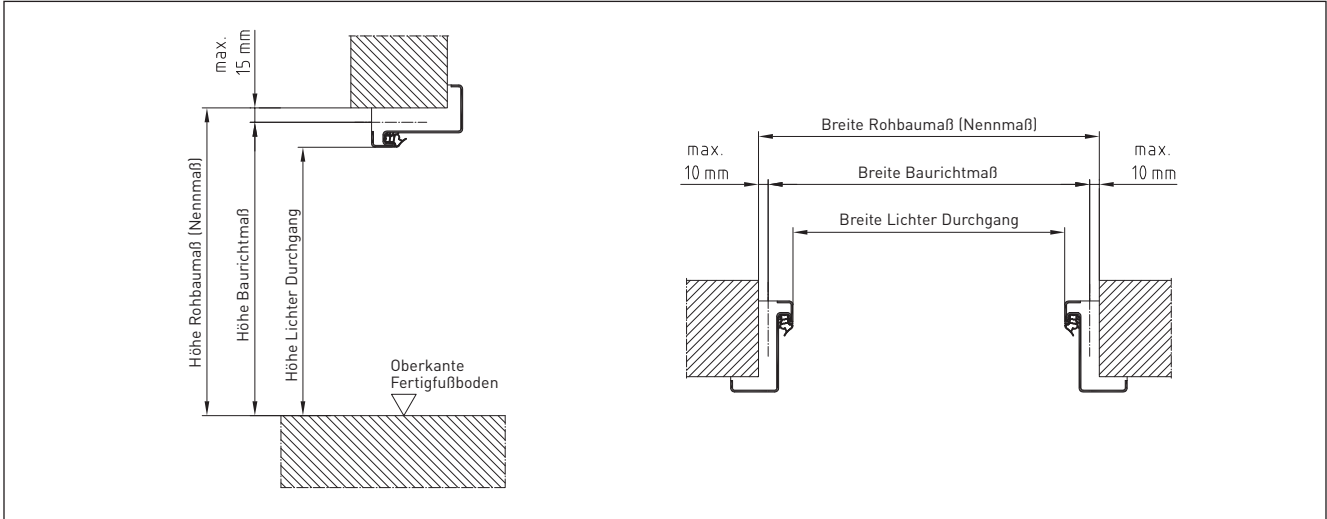 max.
15 mm
Höhe Rohbaumaß (Nennmaß)
Höhe Baurichtmaß
Höhe Lichter Durchgang
Oberkante
Fertigfußboden
Breite Rohbaumaß (Nennmaß)
max.
10 mm
Breite Baurichtmaß
max.
10 mm
Breite Lichter Durchgang